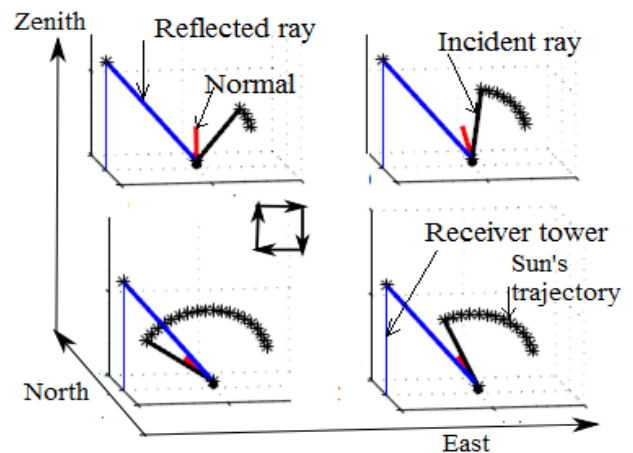 Zenith
Reflected ray
Normal
Incident ray
Receiver tower
Sun's
trajectory
North
East